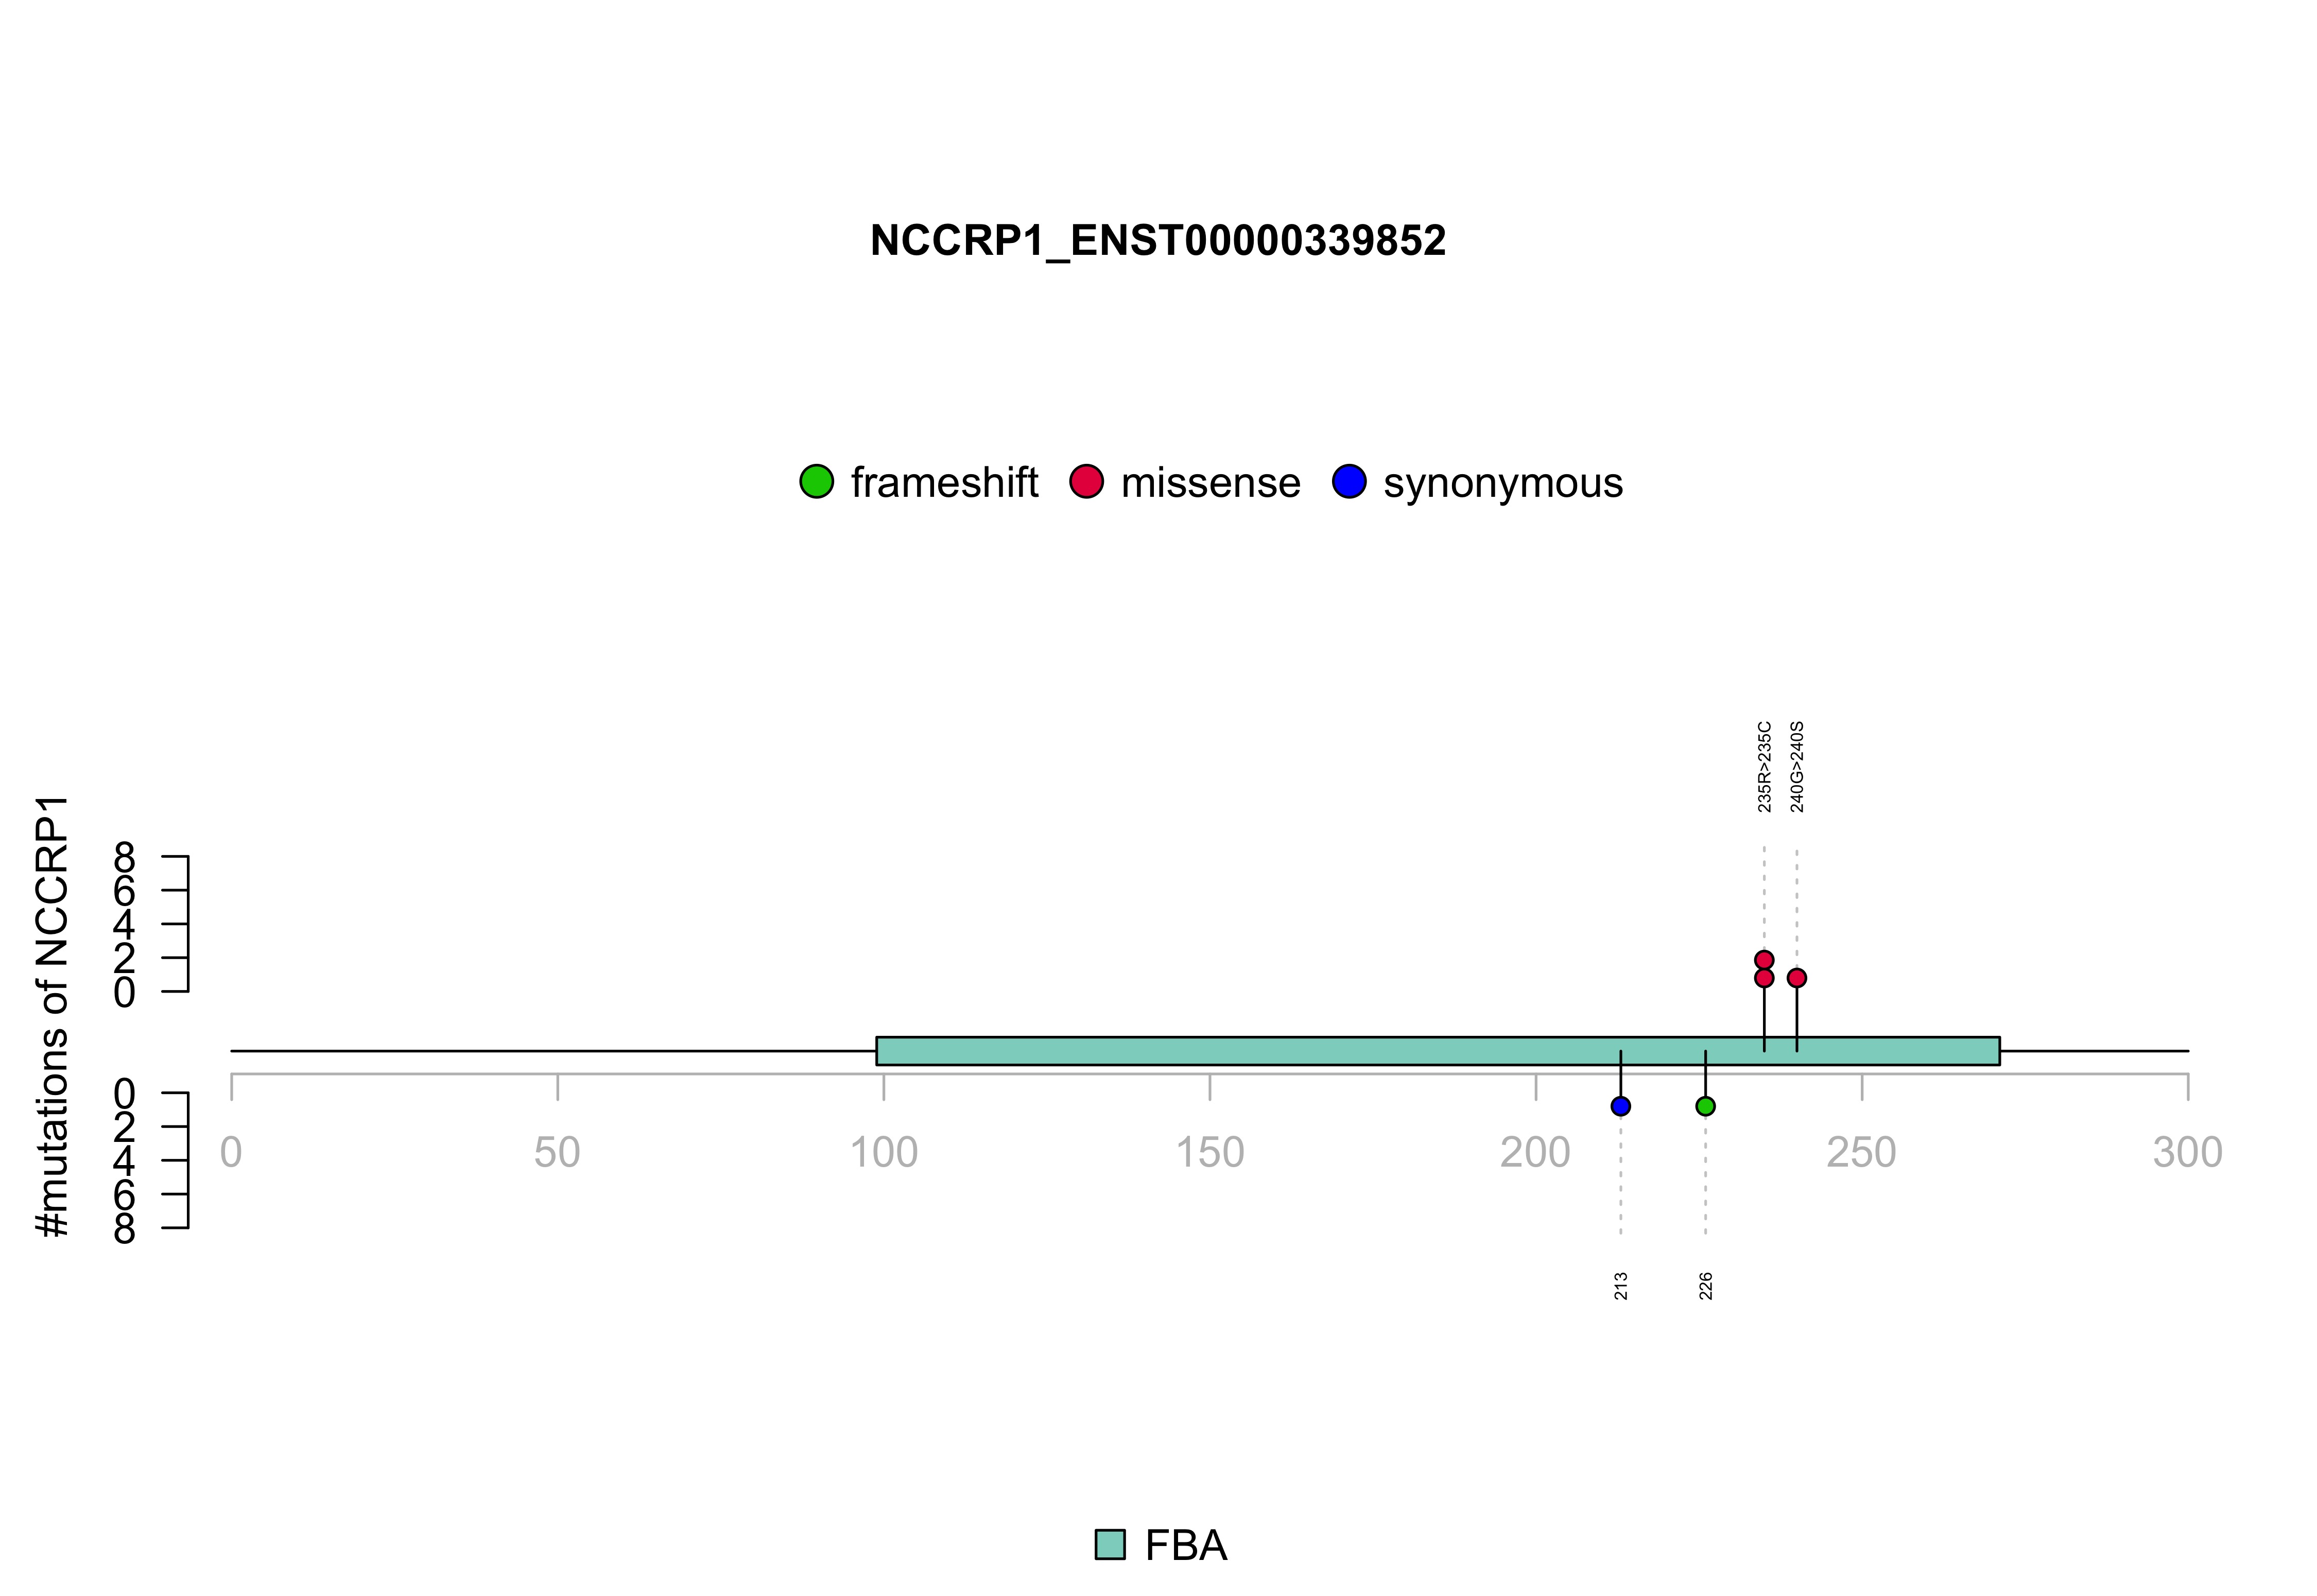 NCCRP1_ENST00000339852
frameshift missense synonymous
235R>235C
240G>240S
#mutations of NCCRP1
8
6
4
2
0
0
2
4
6
8
0 50 100 150 200 250 300
213
226
FBA